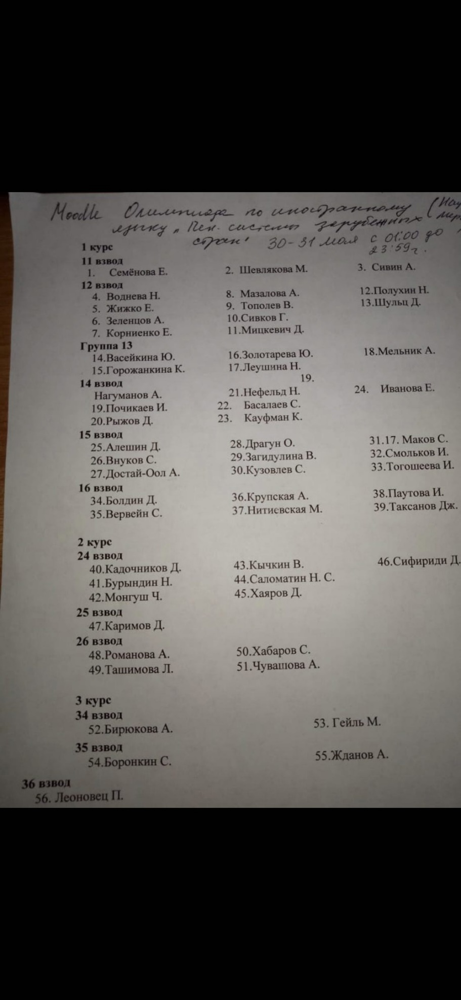 Moodle Олимпиада по иностранному (Нау
языку "Пен. системы зарубежных мер
стран" 30-31 мая с 01:00 до
23:59 ч.
1 курс
11 взвод
1. Семёнова Е. 2. Шевлякова М. 3. Сивин А.
12 взвод
4. Воднева Н. 8. Мазалова А. 12.Полухин Н.
5. Жижко Е. 9. Тополев В. 13.Шульц Д.
6. Зеленцов А. 10.Сивков Г.
7. Корниенко Е. 11.Мицкевич Д.
Группа 13
14.Васейкина Ю. 16.Золотарева Ю. 18.Мельник А.
15.Горожанкина К. 17.Леушина Н.
19.
14 взвод
Нагуманов А. 21.Нефельд Н. 24. Иванова Е.
19.Почикаев И. 22. Басалаев С.
20.Рыжов Д. 23. Кауфман К.
15 взвод
25.Алешин Д. 28.Драгун О. 31.17. Маков С.
26.Внуков С. 29.Загидулина В. 32.Смольков И.
27.Достай-Оол А. 30.Кузовлев С. 33.Тогошеева И.
16 взвод
34.Болдин Д. 36.Крупская А. 38.Паутова И.
35.Вервейн С. 37.Нитиевская М. 39.Таксанов Дж.
2 курс
24 взвод
40.Кадочников Д. 43.Кычкин В. 46.Сифириди Д.
41.Бурындин Н. 44.Саломатин Н. С.
42.Монгуш Ч. 45.Хаяров Д.
25 взвод
47.Каримов Д.
26 взвод
48.Романова А. 50.Хабаров С.
49.Ташимова Л. 51.Чувашова А.
3 курс
34 взвод
52.Бирюкова А. 53. Гейль М.
35 взвод
54.Боронкин С. 55.Жданов А.
36 взвод
56. Леоновец П.